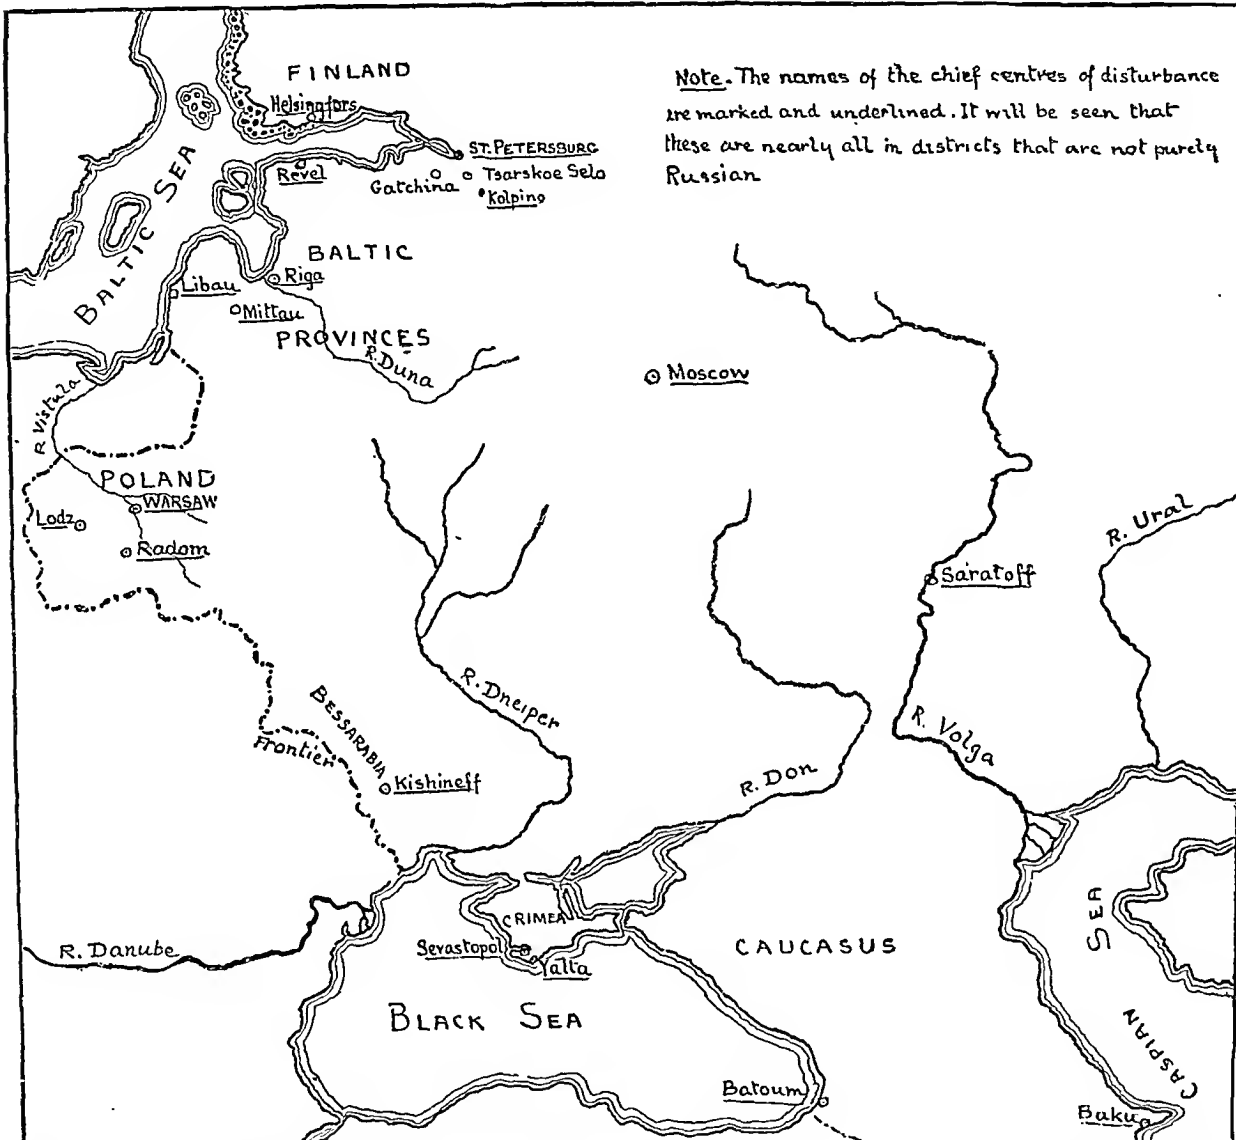 FINLAND
Helsingfors
Note. The names of the chief centres of disturbance
are marked and underlined. It will be seen that
these are nearly all in districts that are not purely
Russian
ST. PETERSBURG
Revel
Gatchina
Tsarskoe Selo
Kolpino
BALTIC SEA
BALTIC
PROVINCES
Libau
Riga
Mittau
R. Duna
Moscow
R Vistula
POLAND
WARSAW
Lodz
Radom
R. Ural
Saratoff
R. Dneiper
BESSARABIA
Frontier
Kishineff
R. Don
R. Volga
CRIMEA
Sevastopol
Yalta
R. Danube
CAUCASUS
BLACK SEA
CASPIAN SEA
Batoum
Baku